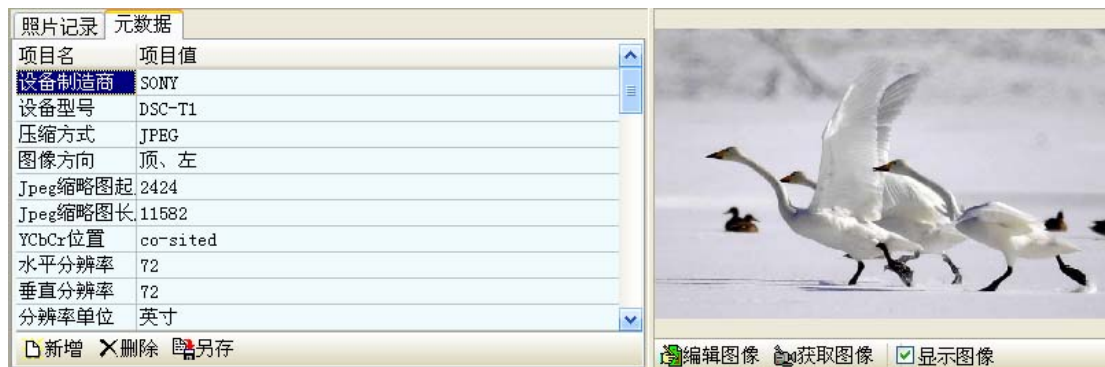 照片记录 元数据
项目名 项目值
设备制造商 SONY
设备型号 DSC-T1
压缩方式 JPEG
图像方向 顶、左
Jpeg缩略图起 2424
Jpeg缩略图长 11582
YCbCr位置 co-sited
水平分辨率 72
垂直分辨率 72
分辨率单位 英寸
新增 删除 另存
编辑图像 获取图像 显示图像